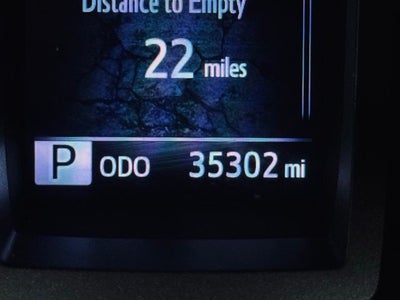 Distance to Empty
22 miles
P ODO 35302 mi